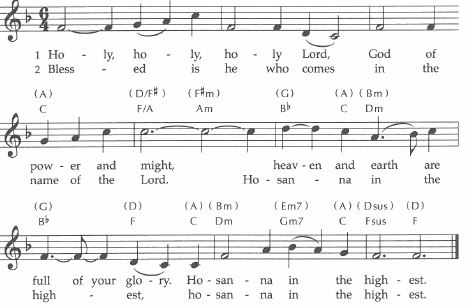 6
4
1 Ho - ly, ho - ly, ho - ly Lord, God of
2 Bless - ed is he who comes in the
(A) (D/F♯) (F♯m) (G) (A) (Bm)
C F/A Am B♭ C Dm
pow - er and might, heav - en and earth are
name of the Lord. Ho - san - na in the
(G) (D) (A) (Bm) (Em7) (A) (Dsus) (D)
B♭ F C Dm Gm7 C Fsus F
full of your glo - ry. Ho - san - na in the high - est.
high - est, ho - san - na in the high - est.